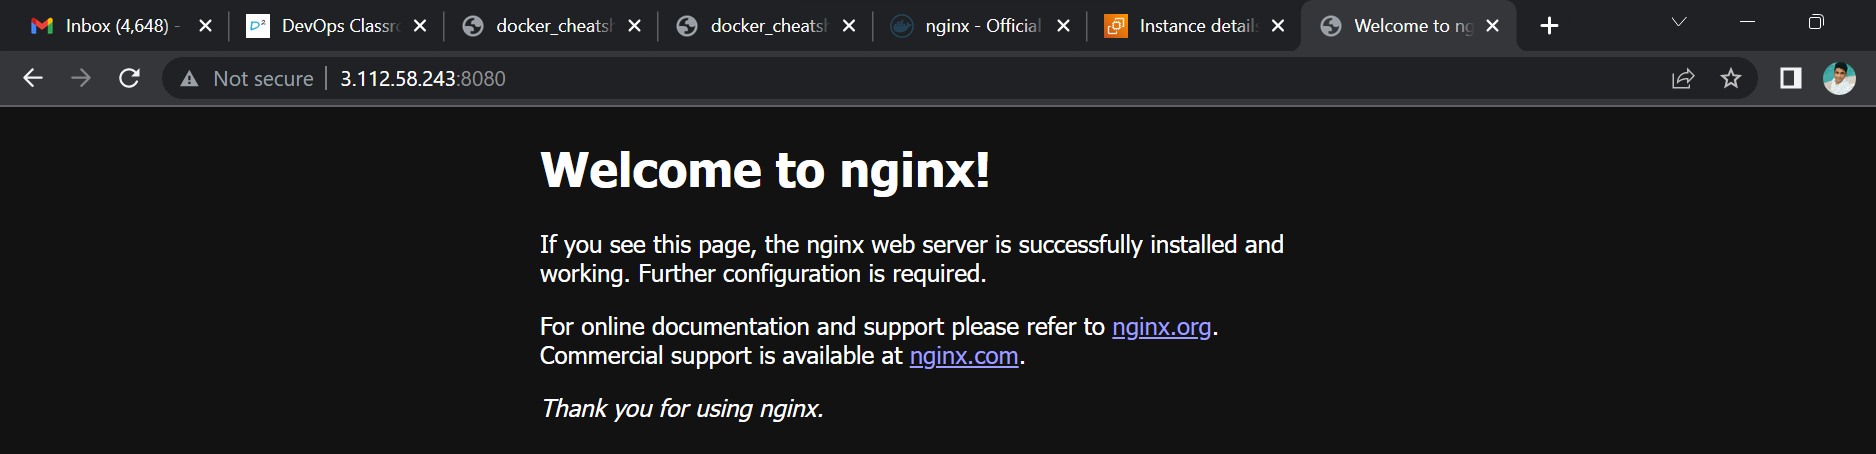 Inbox (4,648) -
DevOps Classro
docker_cheatsh
docker_cheatsh
nginx - Official
Instance details
Welcome to ng
Not secure
3.112.58.243:8080
Welcome to nginx!
If you see this page, the nginx web server is successfully installed and
working. Further configuration is required.
For online documentation and support please refer to nginx.org.
Commercial support is available at nginx.com.
Thank you for using nginx.